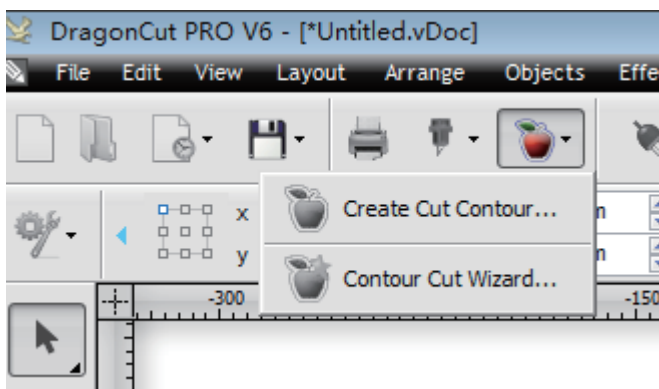 DragonCut PRO V6 - [*Untitled.vDoc]
File Edit View Layout Arrange Objects Effe
Create Cut Contour...
x
y
Contour Cut Wizard...
-300 -150